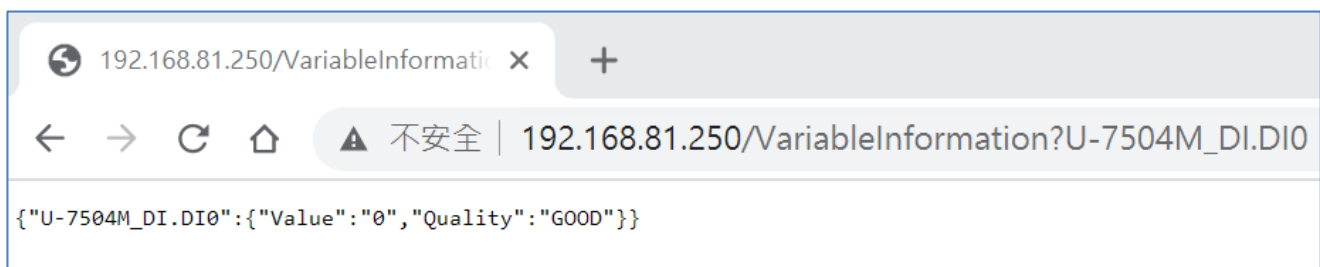 192.168.81.250/VariableInformatic
不安全 192.168.81.250/VariableInformation?U-7504M_DI.DI0
{"U-7504M_DI.DI0":{"Value":"0","Quality":"GOOD"}}